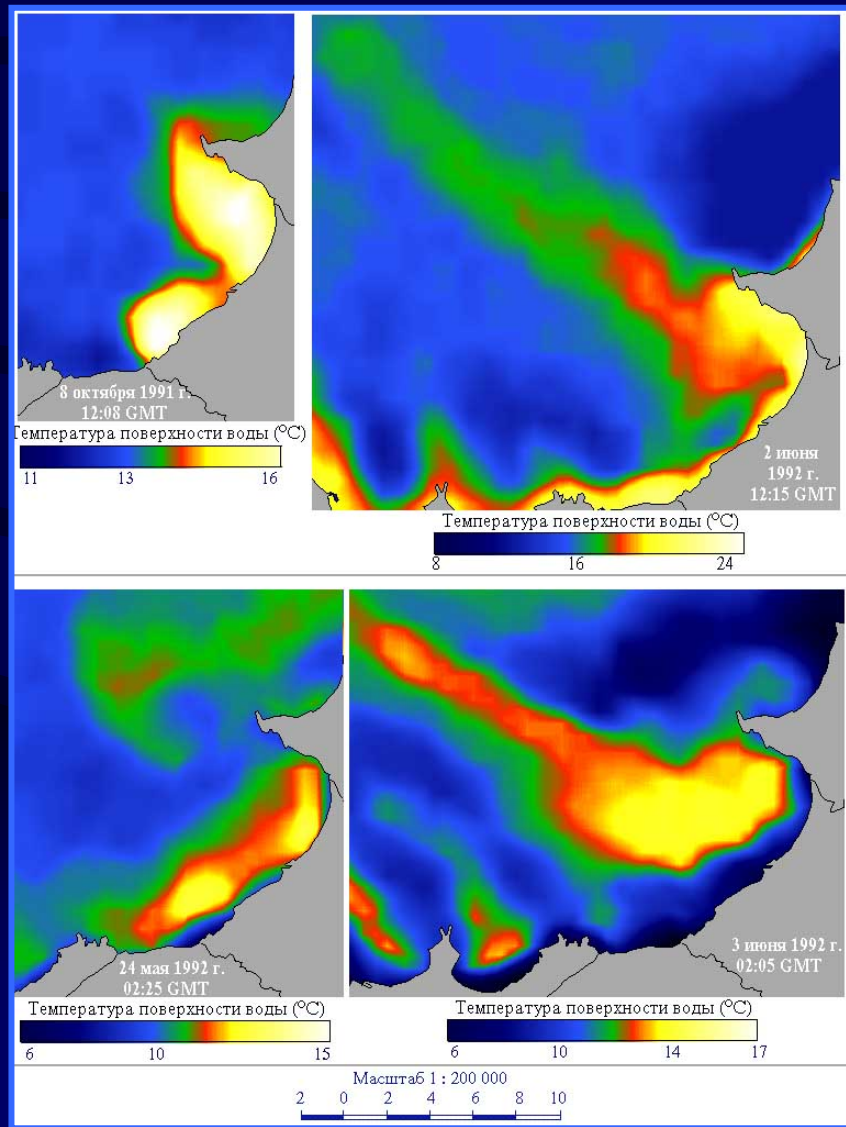 8 октября 1991 г.
12:08 GMT
Температура поверхности воды (°C)
11 13 16
2 июня
1992 г.
12:15 GMT
Температура поверхности воды (°C)
8 16 24
24 мая 1992 г.
02:25 GMT
Температура поверхности воды (°C)
6 10 15
3 июня 1992 г.
02:05 GMT
Температура поверхности воды (°C)
6 10 14 17
Масштаб 1 : 200 000
2 0 2 4 6 8 10